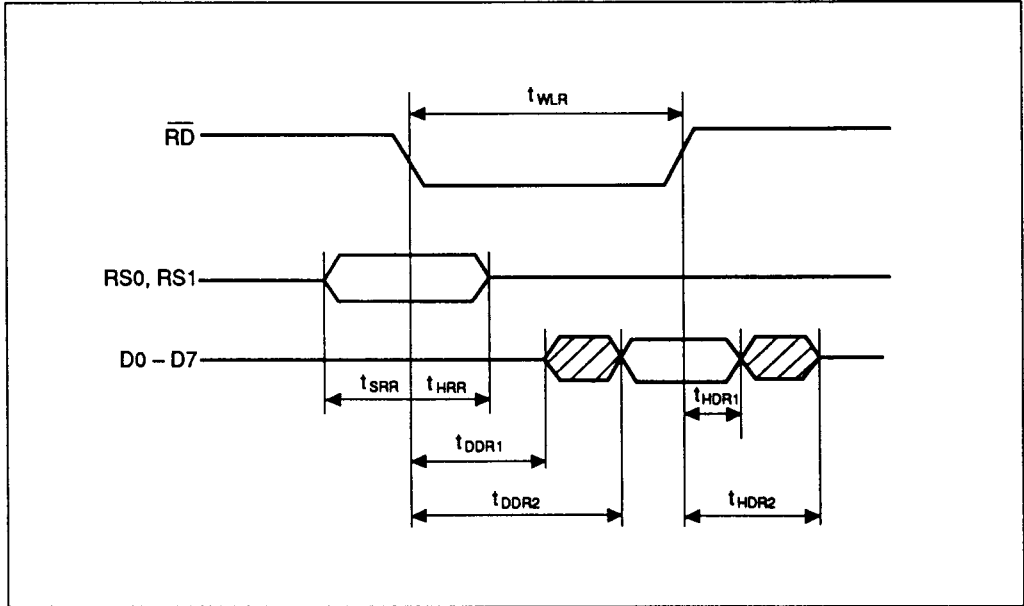 tWLR
RD
RS0, RS1
D0 – D7
tSRR tHRR
tHDR1
tDDR1
tDDR2
tHDR2